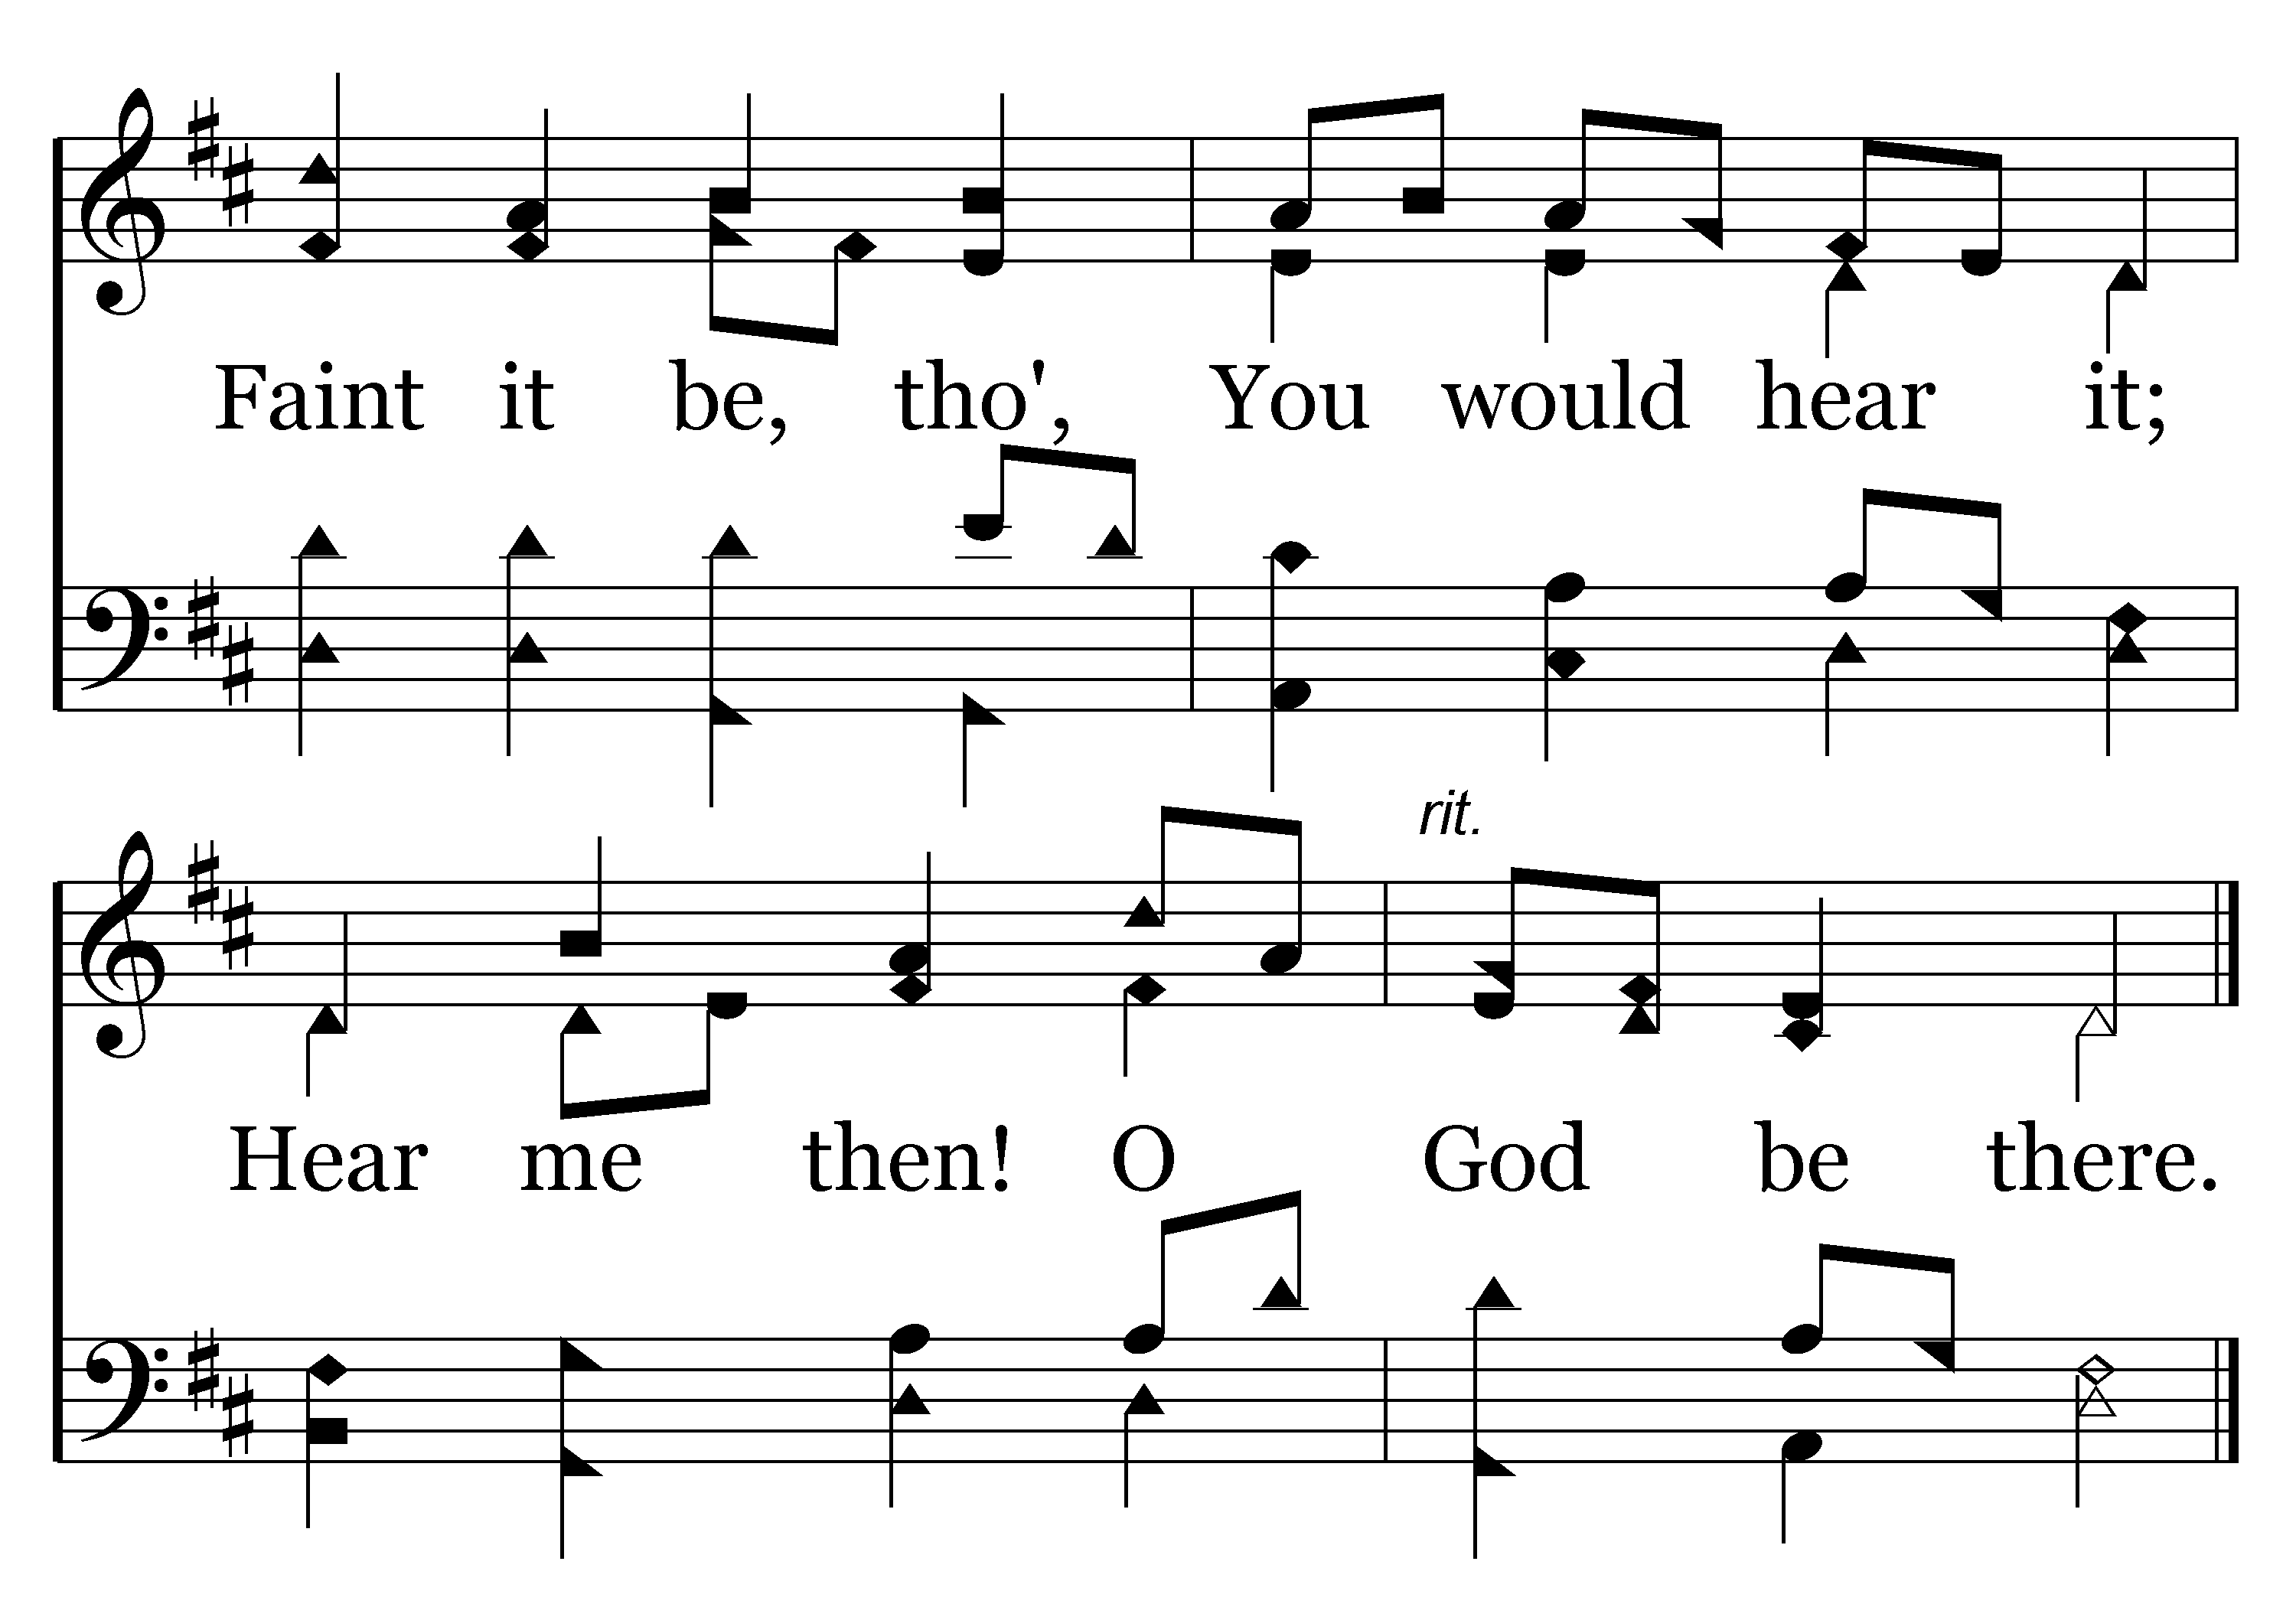 Faint it be, tho', You would hear it;
rit.
Hear me then! O God be there.